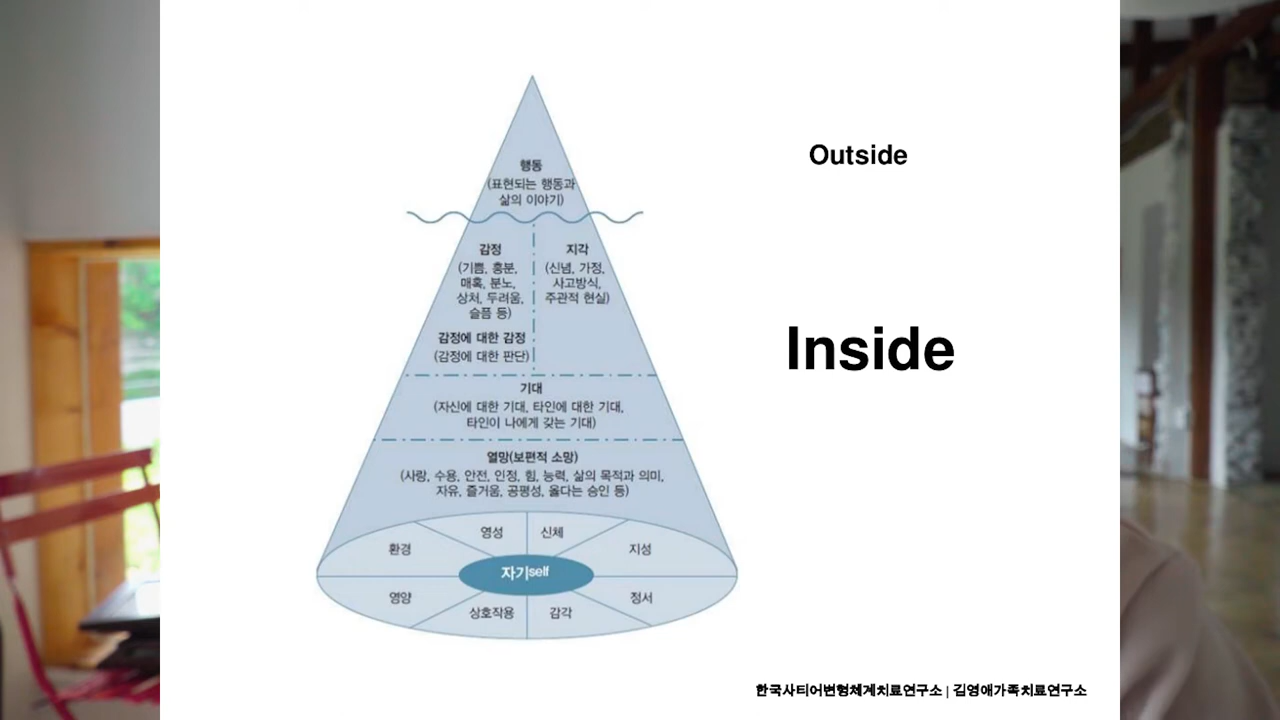 행동
(표현되는 행동과
삶의 이야기)
Outside
감정
(기쁨, 흥분,
매혹, 분노,
상처, 두려움,
슬픔 등)
감정에 대한 감정
(감정에 대한 판단)
지각
(신념, 가정,
사고방식,
주관적 현실)
Inside
기대
(자신에 대한 기대, 타인에 대한 기대,
타인이 나에게 갖는 기대)
열망(보편적 소망)
(사랑, 수용, 안전, 인정, 힘, 능력, 삶의 목적과 의미,
자유, 즐거움, 공평성, 옳다는 승인 등)
영성
신체
환경
지성
자기self
영양
정서
상호작용
감각
한국사티어변형체계치료연구소 | 김영애가족치료연구소